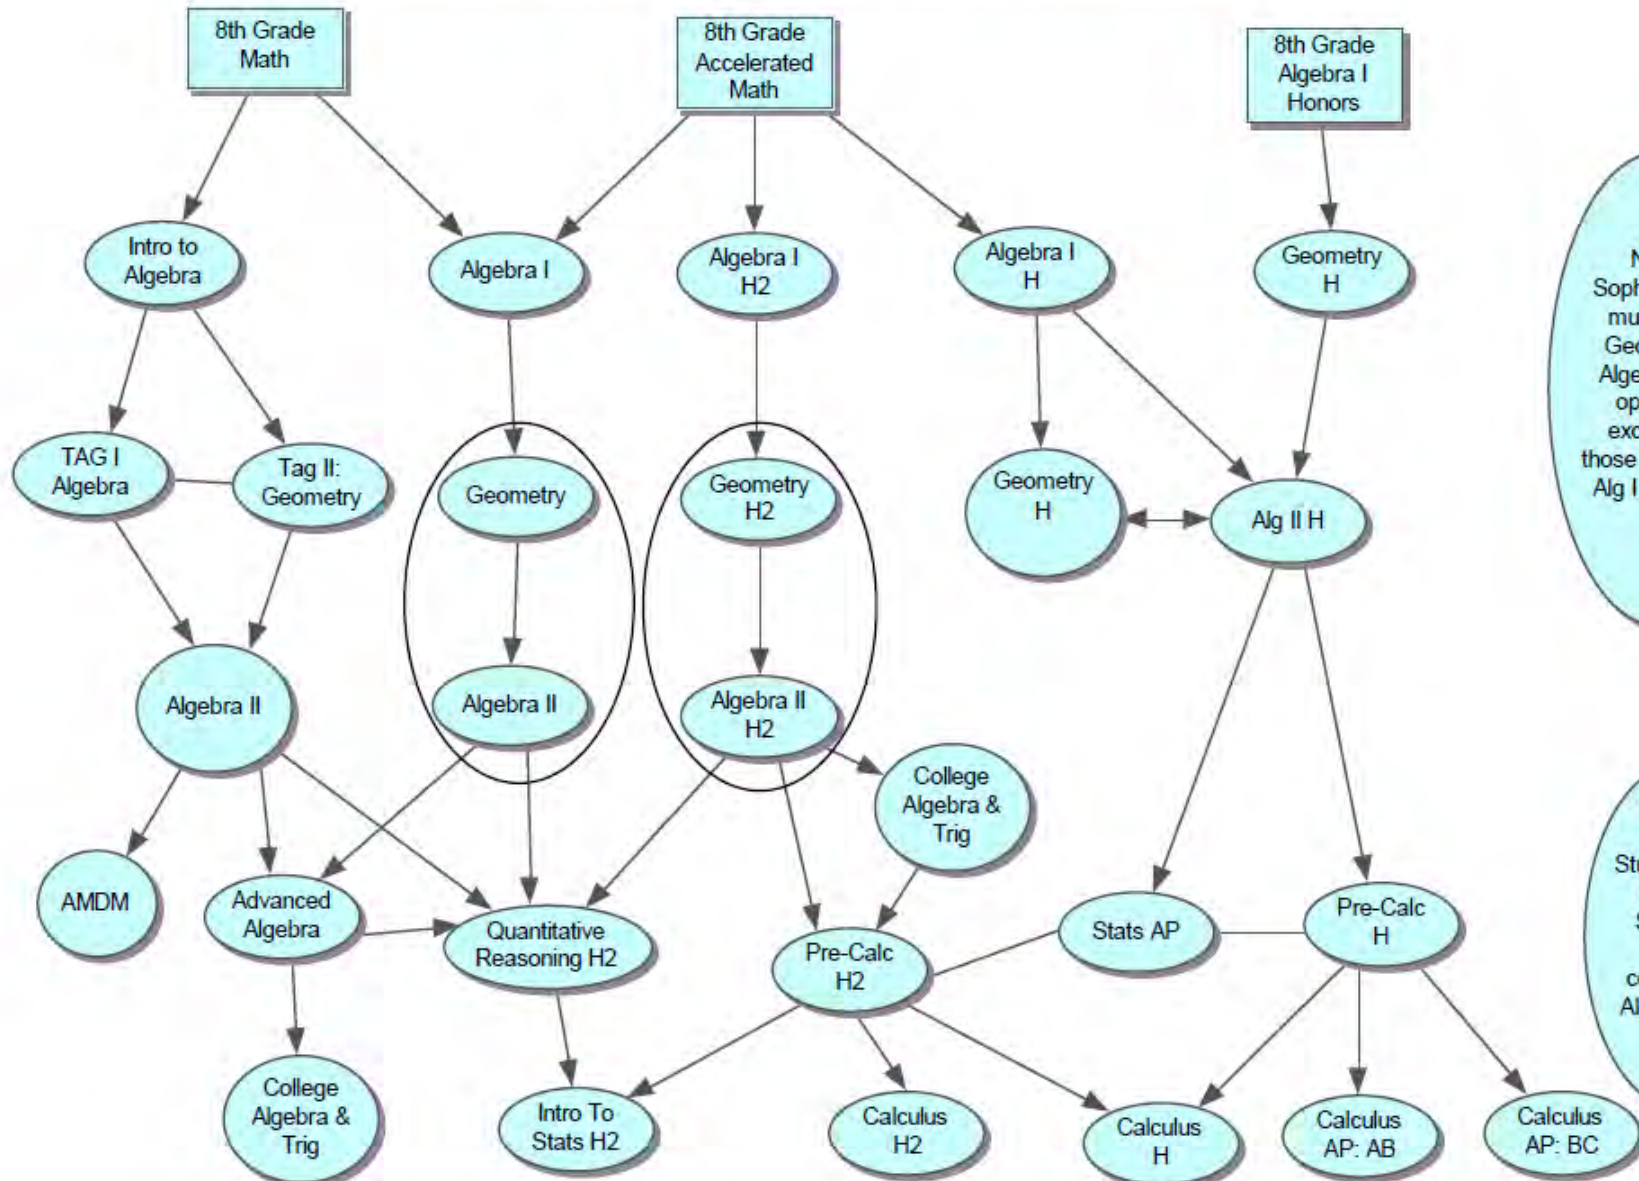 8th Grade
Math
8th Grade
Accelerated
Math
8th Grade
Algebra I
Honors
Intro to
Algebra
Algebra I
Algebra I
H2
Algebra I
H
Geometry
H
TAG I
Algebra
Tag II:
Geometry
Geometry
Geometry
H2
Geometry
H
Alg II H
Algebra II
Algebra II
Algebra II
H2
College
Algebra &
Trig
AMDM
Advanced
Algebra
Quantitative
Reasoning H2
Pre-Calc
H2
Stats AP
Pre-Calc
H
College
Algebra &
Trig
Intro To
Stats H2
Calculus
H2
Calculus
H
Calculus
AP: AB
Calculus
AP: BC
those
Alg I